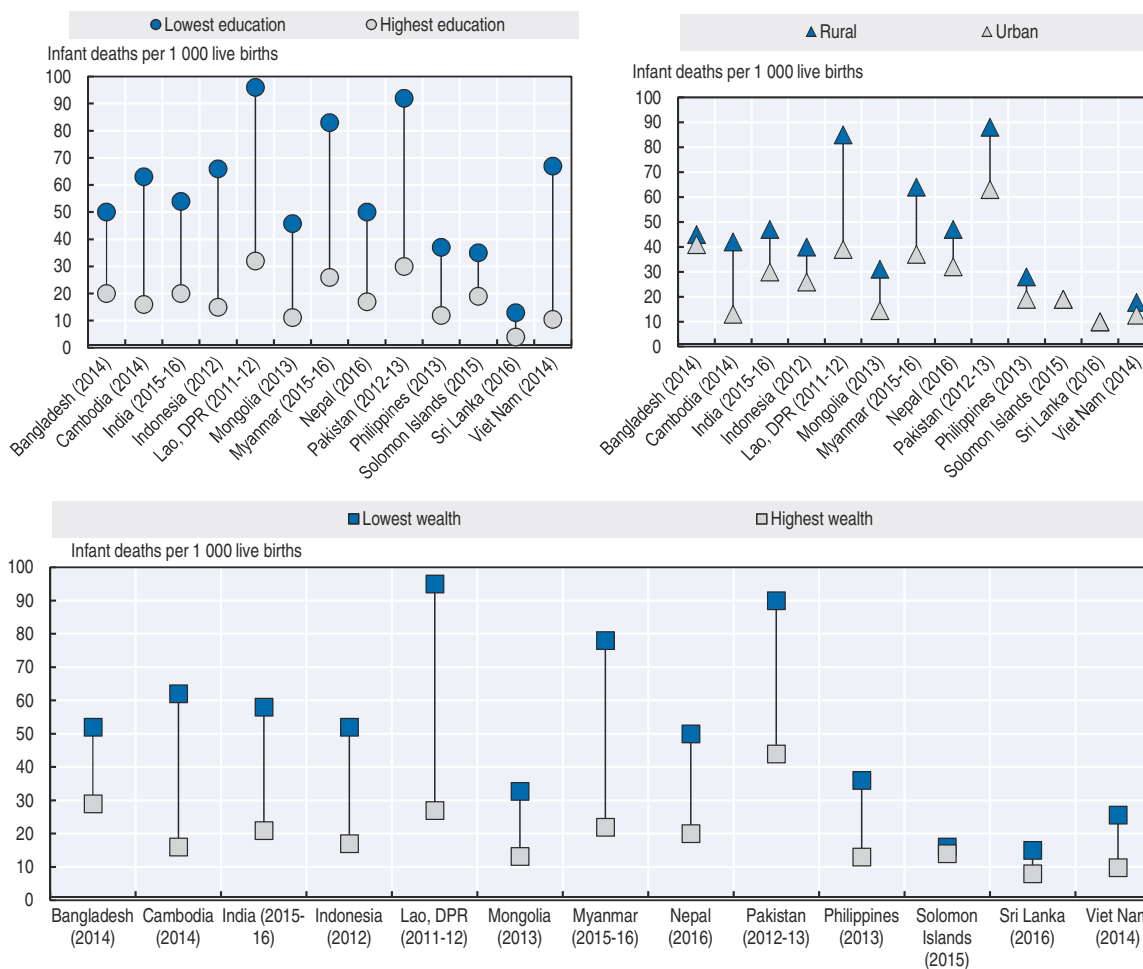 Lowest education Highest education
Infant deaths per 1 000 live births
100
90
80
70
60
50
40
30
20
10
0
Bangladesh (2014)
Cambodia (2014)
India (2015-16)
Indonesia (2012)
Lao, DPR (2011-12)
Mongolia (2013)
Myanmar (2015-16)
Nepal (2016)
Pakistan (2012-13)
Philippines (2013)
Solomon Islands (2015)
Sri Lanka (2016)
Viet Nam (2014)
Rural Urban
Infant deaths per 1 000 live births
100
90
80
70
60
50
40
30
20
10
0
Bangladesh (2014)
Cambodia (2014)
India (2015-16)
Indonesia (2012)
Lao, DPR (2011-12)
Mongolia (2013)
Myanmar (2015-16)
Nepal (2016)
Pakistan (2012-13)
Philippines (2013)
Solomon Islands (2015)
Sri Lanka (2016)
Viet Nam (2014)
Lowest wealth Highest wealth
Infant deaths per 1 000 live births
100
90
80
70
60
50
40
30
20
10
0
Bangladesh Cambodia India (2015- Indonesia Lao, DPR Mongolia Myanmar Nepal Pakistan Philippines Solomon Sri Lanka Viet Nam
(2014) (2014) 16) (2012) (2011-12) (2013) (2015-16) (2016) (2012-13) (2013) Islands (2016) (2014)
(2015)